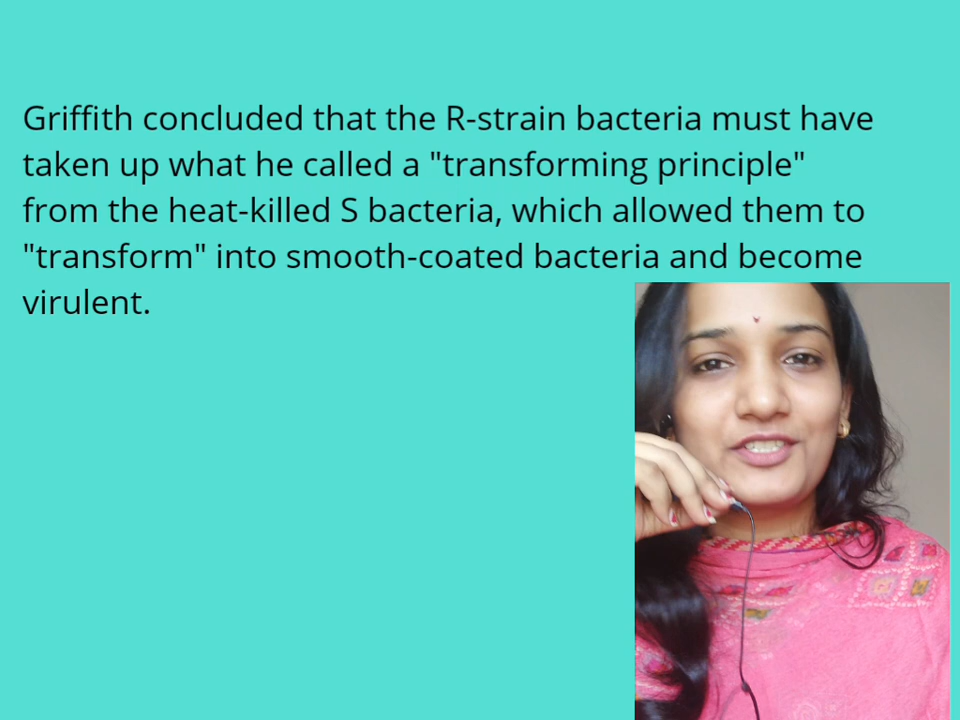 Griffith concluded that the R-strain bacteria must have
taken up what he called a "transforming principle"
from the heat-killed S bacteria, which allowed them to
"transform" into smooth-coated bacteria and become
virulent.